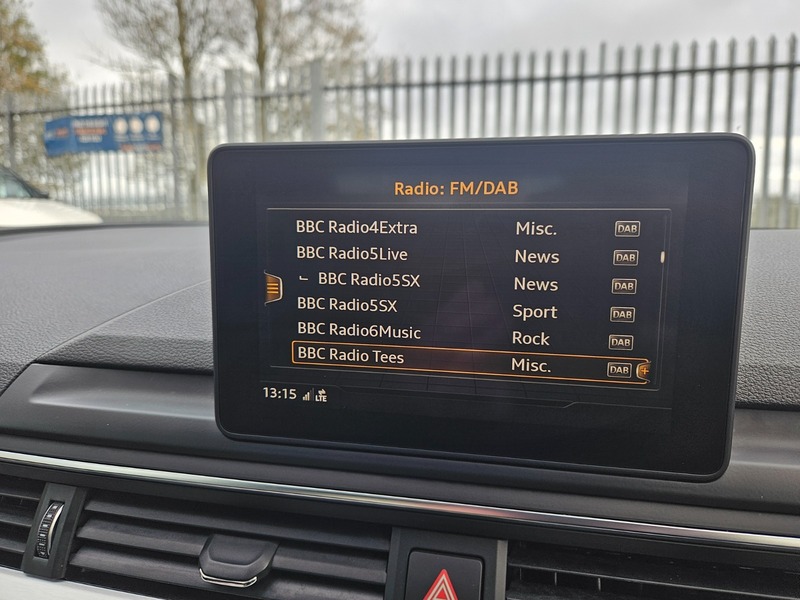 Radio: FM/DAB
BBC Radio4Extra Misc. DAB
BBC Radio5Live News DAB
BBC Radio5SX News DAB
BBC Radio5SX Sport DAB
BBC Radio6Music Rock DAB
BBC Radio Tees Misc. DAB
13:15 LTE